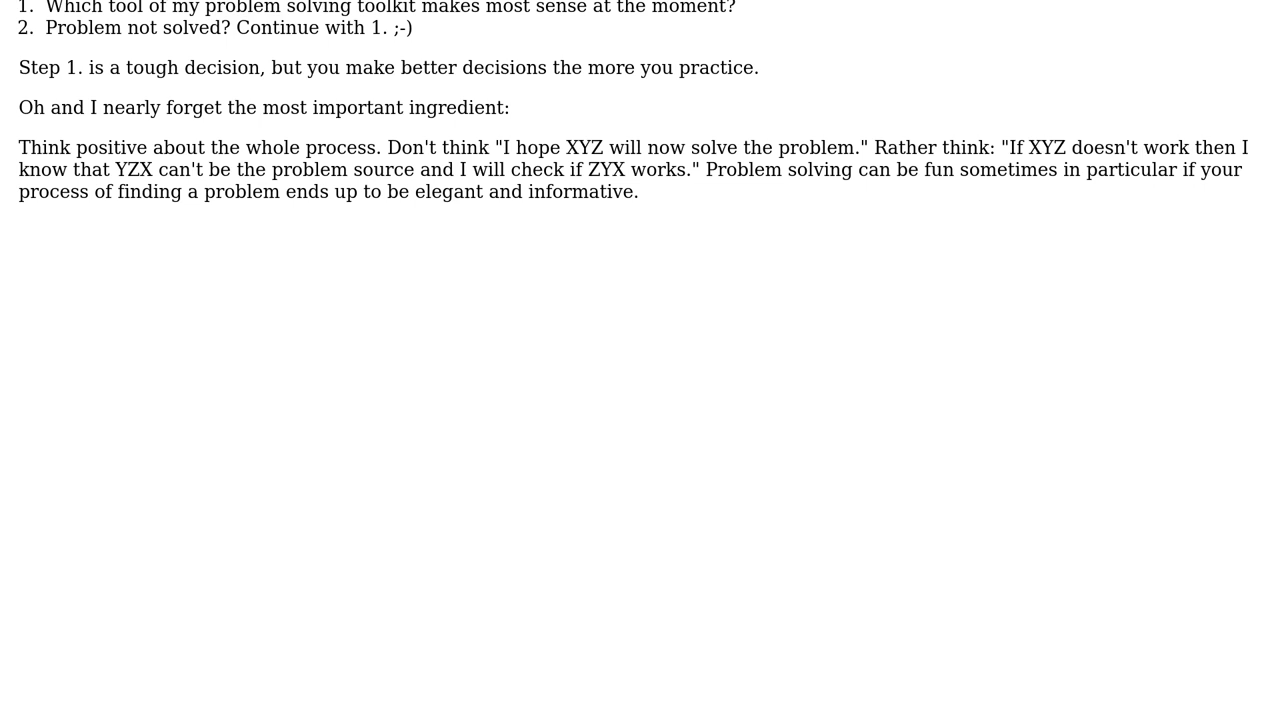 1. Which tool of my problem solving toolkit makes most sense at the moment?
2. Problem not solved? Continue with 1. ;-)
Step 1. is a tough decision, but you make better decisions the more you practice.
Oh and I nearly forget the most important ingredient:
Think positive about the whole process. Don't think "I hope XYZ will now solve the problem." Rather think: "If XYZ doesn't work then I
know that YZX can't be the problem source and I will check if ZYX works." Problem solving can be fun sometimes in particular if your
process of finding a problem ends up to be elegant and informative.